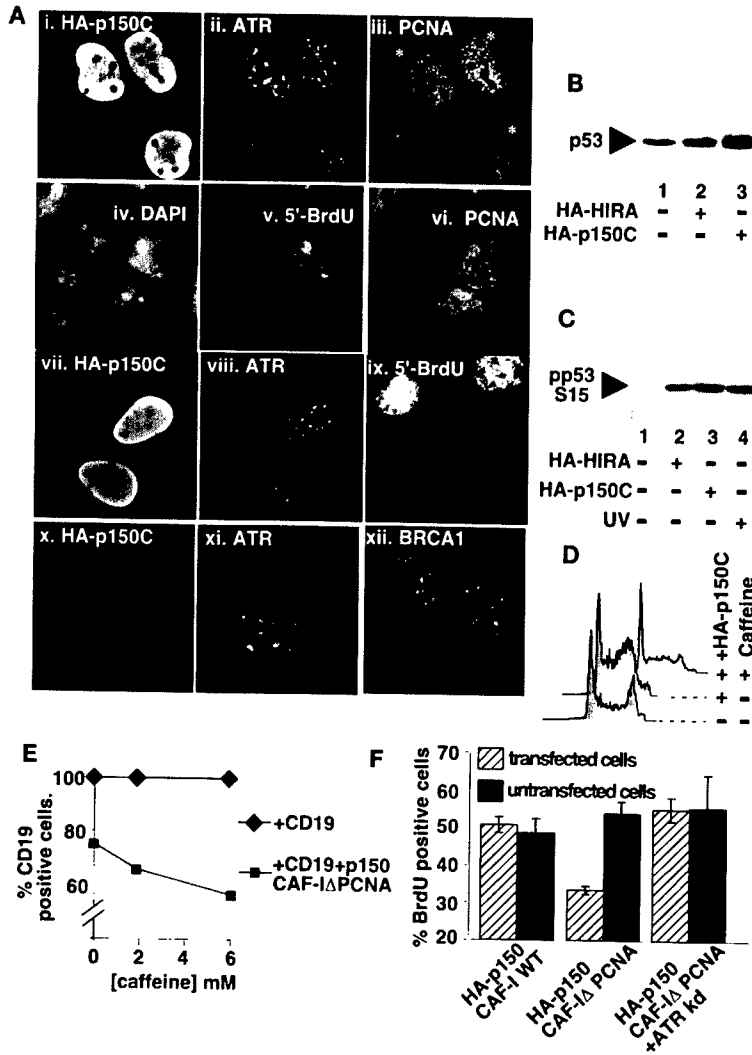 A
i. HA-p150C
ii. ATR
iii. PCNA
*
*
*
iv. DAPI
v. 5'-BrdU
vi. PCNA
vii. HA-p150C
viii. ATR
ix. 5'-BrdU
x. HA-p150C
xi. ATR
xii. BRCA1
B
p53
1 2 3
HA-HIRA - + -
HA-p150C - - +
C
pp53
S15
1 2 3 4
HA-HIRA - + - -
HA-p150C - - + -
UV - - - +
D
+HA-p150C
Caffeine
+ +
+ -
- -
E
% CD19
positive cells.
100
80
60
0 2 4 6
[caffeine] mM
+CD19
+CD19+p150
CAF-IΔPCNA
F
% BrdU positive cells
70
60
50
40
30
20
transfected cells
untransfected cells
HA-p150
CAF-I WT
HA-p150
CAF-IΔ PCNA
HA-p150
CAF-IΔ PCNA
+ATR kd